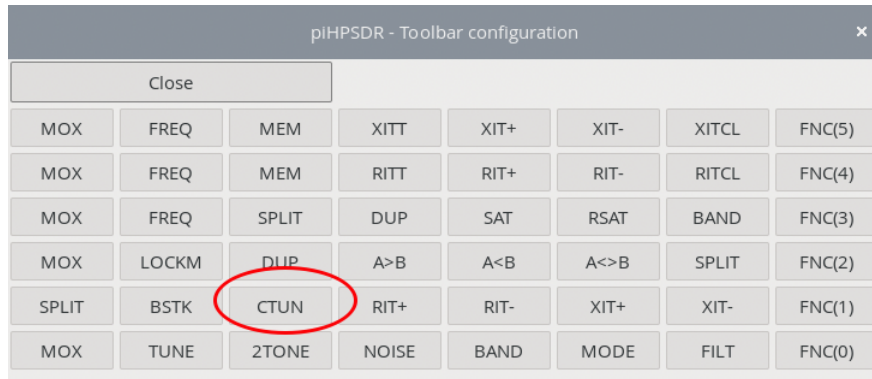 piHPSDR - Toolbar configuration ×
Close
MOX FREQ MEM XITT XIT+ XIT- XITCL FNC(5)
MOX FREQ MEM RITT RIT+ RIT- RITCL FNC(4)
MOX FREQ SPLIT DUP SAT RSAT BAND FNC(3)
MOX LOCKM DUP A>B A<B A<>B SPLIT FNC(2)
SPLIT BSTK CTUN RIT+ RIT- XIT+ XIT- FNC(1)
MOX TUNE 2TONE NOISE BAND MODE FILT FNC(0)